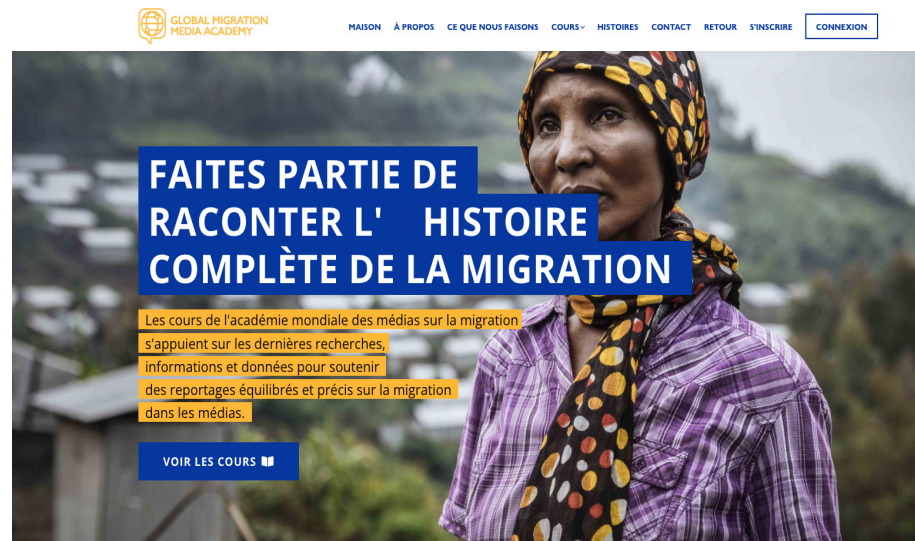 GLOBAL MIGRATION
MEDIA ACADEMY
MAISON À PROPOS CE QUE NOUS FAISONS COURS HISTOIRES CONTACT RETOUR S'INSCRIRE CONNEXION
FAITES PARTIE DE
RACONTER L' HISTOIRE
COMPLÈTE DE LA MIGRATION
Les cours de l'académie mondiale des médias sur la migration
s'appuient sur les dernières recherches,
informations et données pour soutenir
des reportages équilibrés et précis sur la migration
dans les médias.
VOIR LES COURS